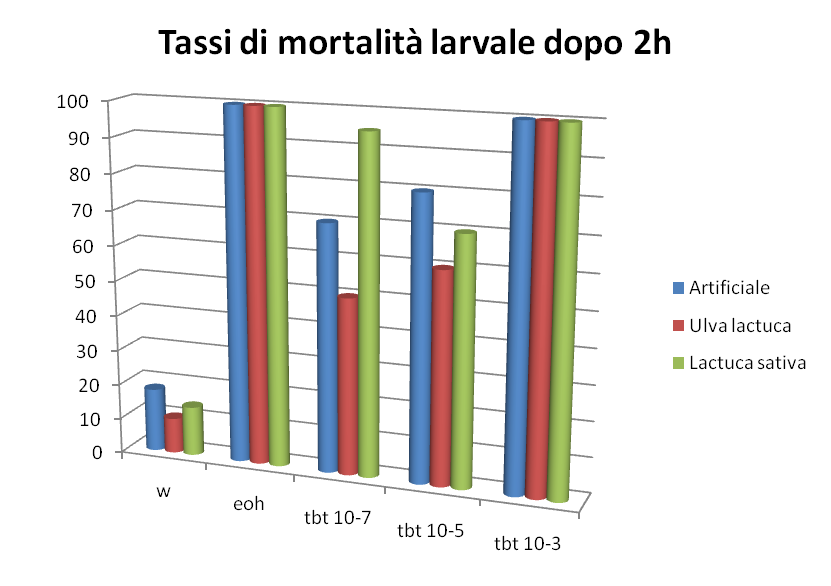 Tassi di mortalità larvale dopo 2h
100
90
80
70
60
50
40
30
20
10
0
w
eoh
tbt 10-7
tbt 10-5
tbt 10-3
Artificiale
Ulva lactuca
Lactuca sativa